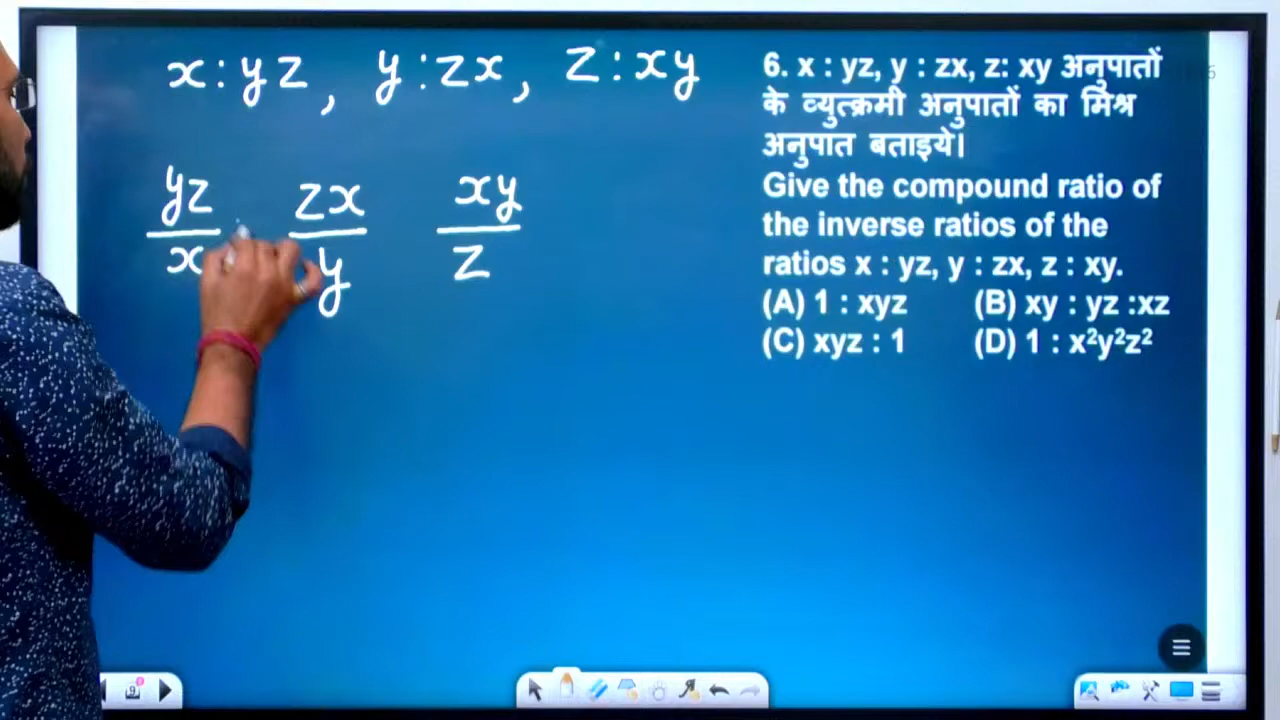 x : yz, y : zx, z : xy
yz/x zx/y xy/z
6. x : yz, y : zx, z: xy अनुपातों
के व्युत्क्रमी अनुपातों का मिश्र
अनुपात बताइये।
Give the compound ratio of
the inverse ratios of the
ratios x : yz, y : zx, z : xy.
(A) 1 : xyz (B) xy : yz :xz
(C) xyz : 1 (D) 1 : x²y²z²